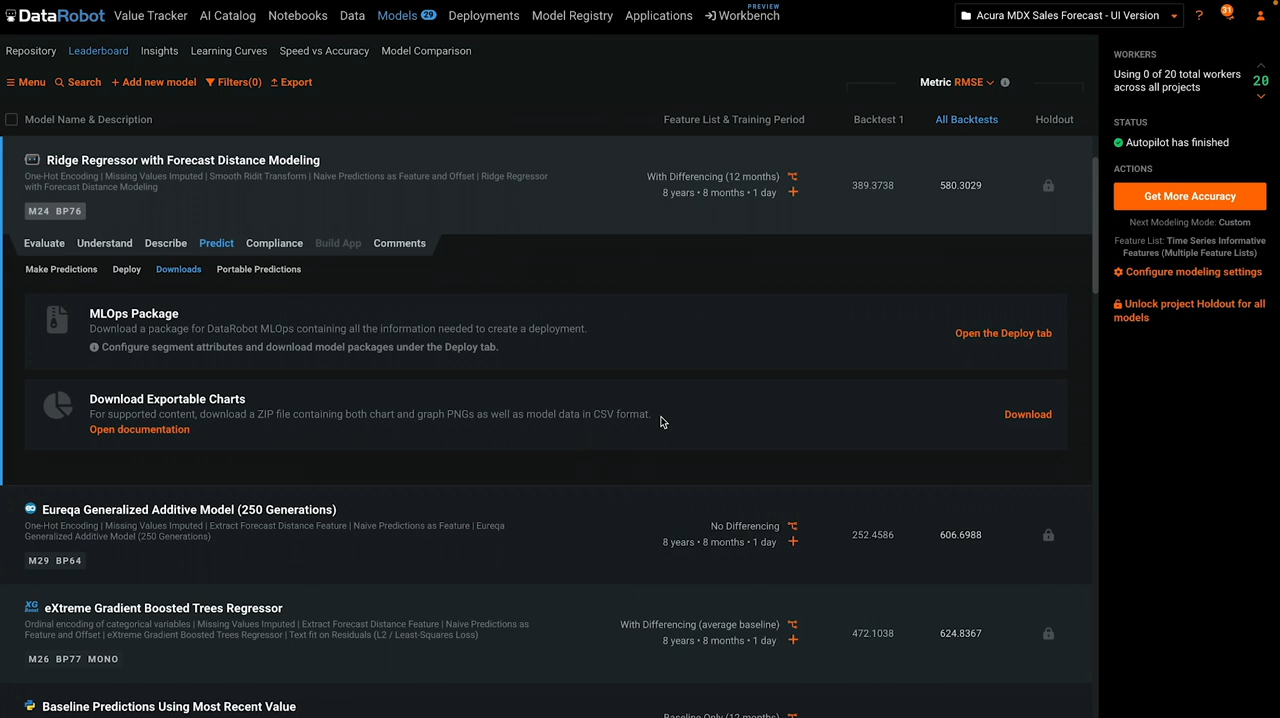 DataRobot Value Tracker AI Catalog Notebooks Data Models 29 Deployments Model Registry Applications PREVIEW Workbench Acura MDX Sales Forecast - UI Version ? 31
Repository Leaderboard Insights Learning Curves Speed vs Accuracy Model Comparison
Menu Search + Add new model Filters(0) Export Metric RMSE
Model Name & Description Feature List & Training Period Backtest 1 All Backtests Holdout
Ridge Regressor with Forecast Distance Modeling
One-Hot Encoding | Missing Values Imputed | Smooth Ridit Transform | Naive Predictions as Feature and Offset | Ridge Regressor
with Forecast Distance Modeling
M24 BP76
With Differencing (12 months)
8 years • 8 months • 1 day
389.3738 580.3029
Evaluate Understand Describe Predict Compliance Build App Comments
Make Predictions Deploy Downloads Portable Predictions
MLOps Package
Download a package for DataRobot MLOps containing all the information needed to create a deployment.
Configure segment attributes and download model packages under the Deploy tab.
Open the Deploy tab
Download Exportable Charts
For supported content, download a ZIP file containing both chart and graph PNGs as well as model data in CSV format.
Open documentation
Download
Eureqa Generalized Additive Model (250 Generations)
One-Hot Encoding | Missing Values Imputed | Extract Forecast Distance Feature | Naive Predictions as Feature | Eureqa
Generalized Additive Model (250 Generations)
M29 BP64
No Differencing
8 years • 8 months • 1 day
252.4586 606.6988
XG Boost eXtreme Gradient Boosted Trees Regressor
Ordinal encoding of categorical variables | Missing Values Imputed | Extract Forecast Distance Feature | Naive Predictions as
Feature and Offset | eXtreme Gradient Boosted Trees Regressor | Text fit on Residuals (L2 / Least-Squares Loss)
M26 BP77 MONO
With Differencing (average baseline)
8 years • 8 months • 1 day
472.1038 624.8367
Baseline Predictions Using Most Recent Value
Baseline Only (12 months)
WORKERS
Using 0 of 20 total workers
across all projects
20
STATUS
Autopilot has finished
ACTIONS
Get More Accuracy
Next Modeling Mode: Custom
Feature List: Time Series Informative
Features (Multiple Feature Lists)
Configure modeling settings
Unlock project Holdout for all
models